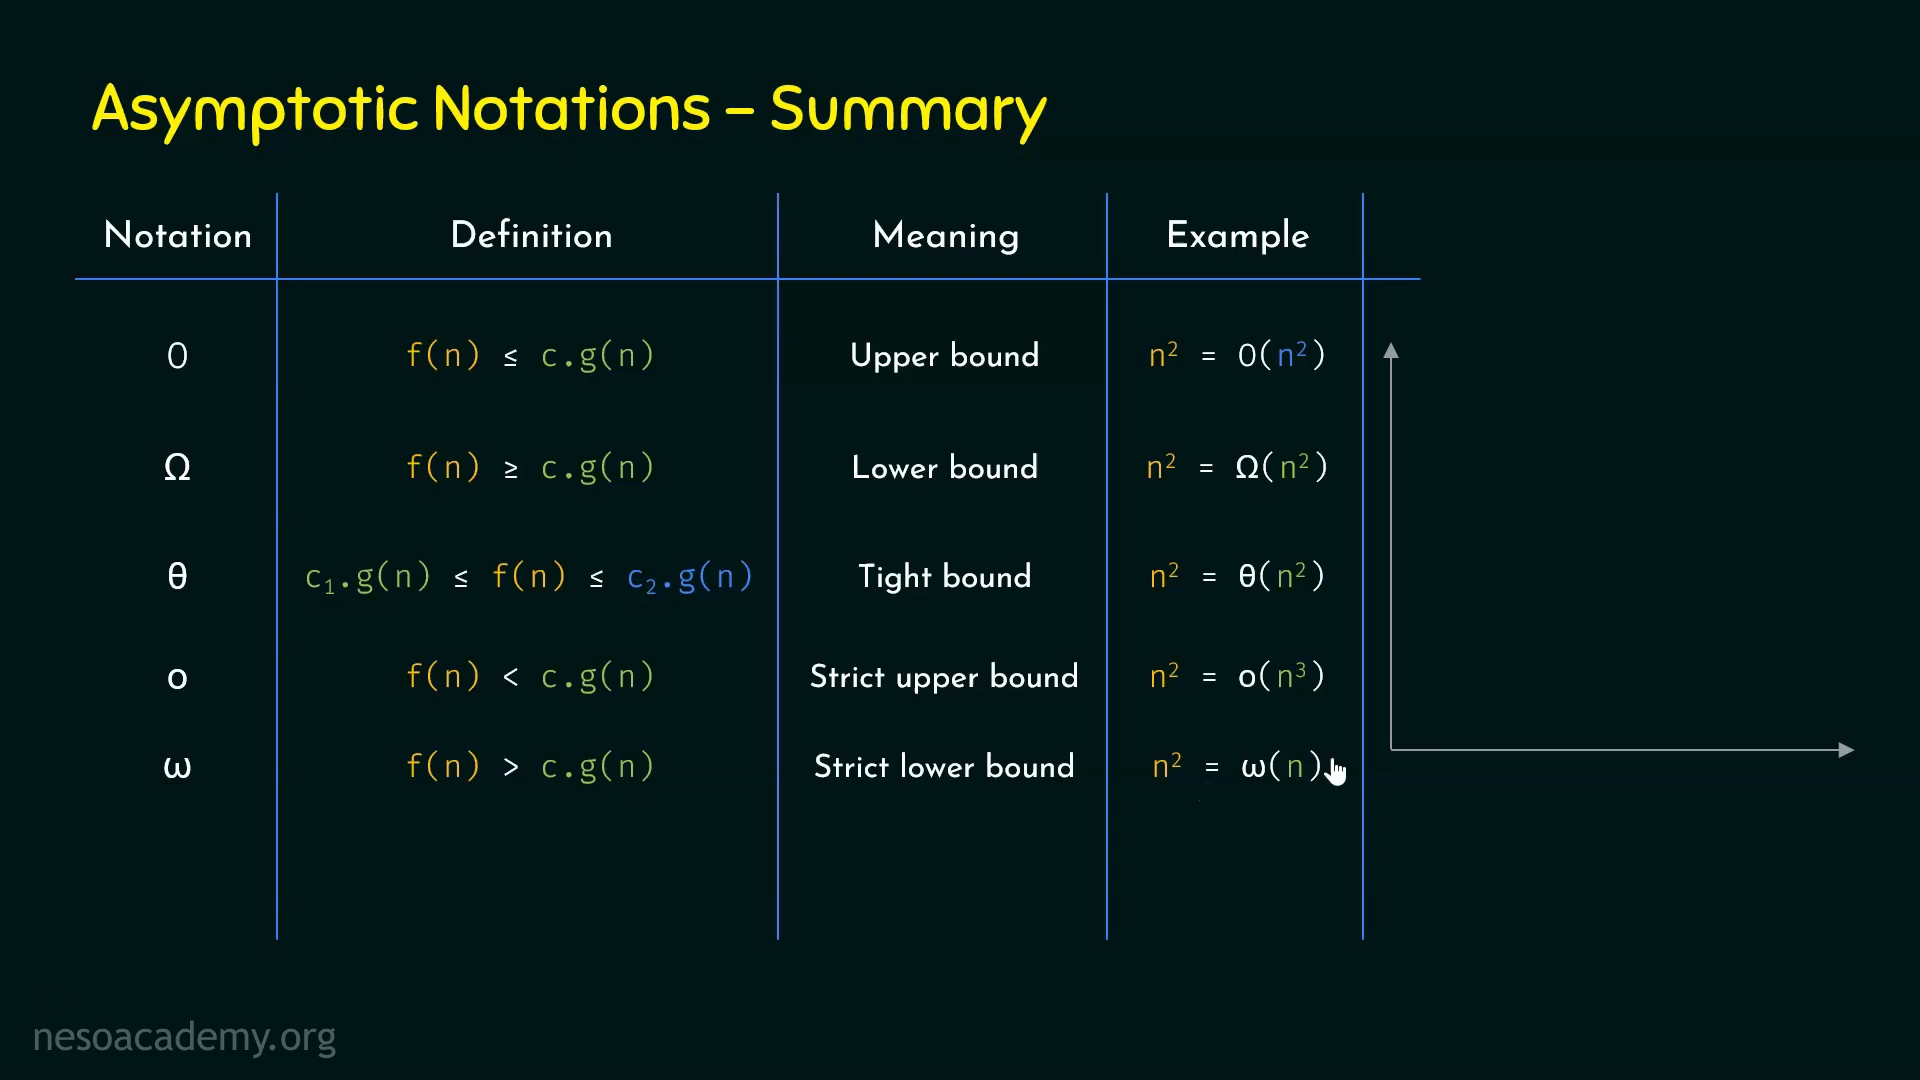 Asymptotic Notations – Summary
Notation Definition Meaning Example
O f(n) ≤ c.g(n) Upper bound n² = O(n²)
Ω f(n) ≥ c.g(n) Lower bound n² = Ω(n²)
θ c₁.g(n) ≤ f(n) ≤ c₂.g(n) Tight bound n² = θ(n²)
o f(n) < c.g(n) Strict upper bound n² = o(n³)
ω f(n) > c.g(n) Strict lower bound n² = ω(n)
nesoacademy.org